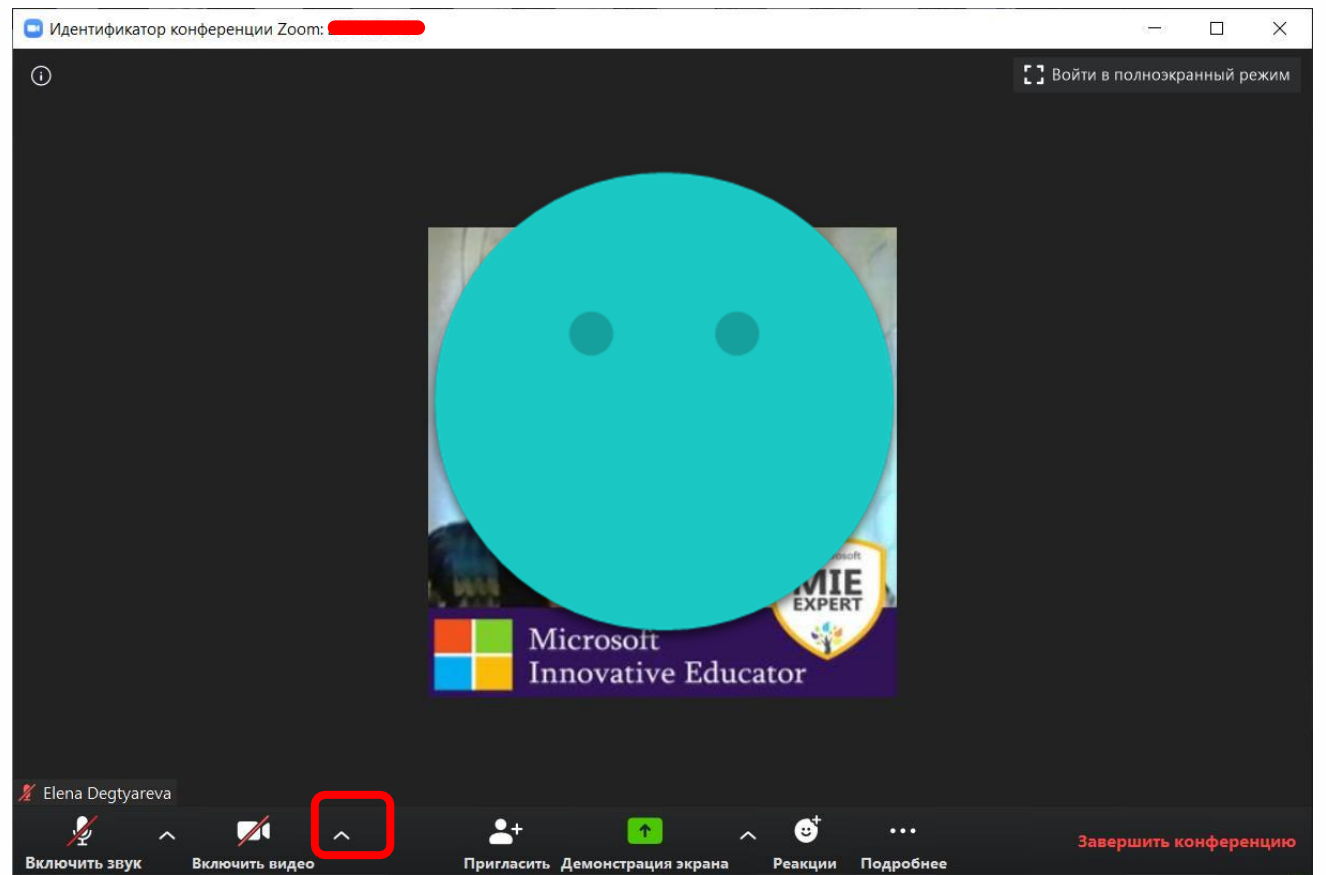 Идентификатор конференции Zoom:
Войти в полноэкранный режим
MIE
EXPERT
Microsoft
Innovative Educator
Elena Degtyareva
Включить звук
Включить видео
Пригласить
Демонстрация экрана
Реакции
Подробнее
Завершить конференцию